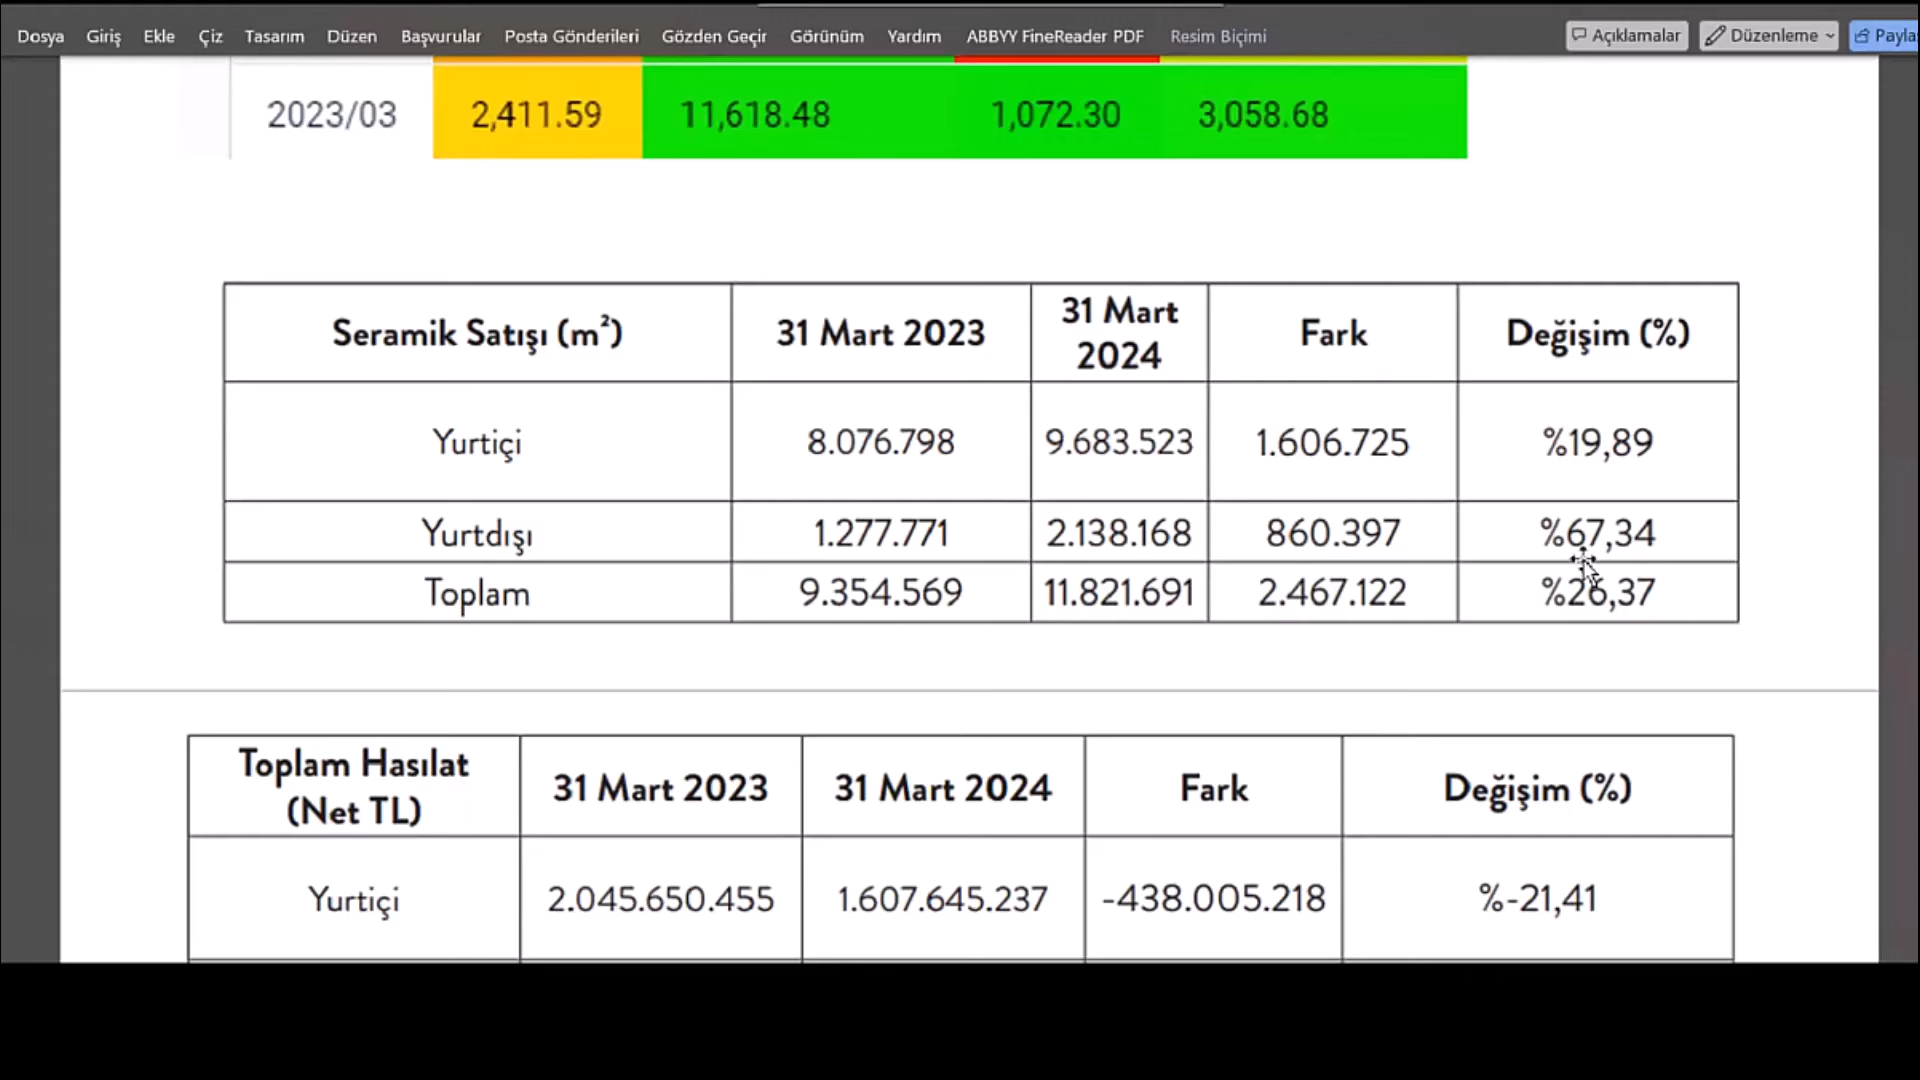 Dosya Giriş Ekle Çiz Tasarım Düzen Başvurular Posta Gönderileri Gözden Geçir Görünüm Yardım ABBYY FineReader PDF Resim Biçimi Açıklamalar Düzenleme
2023/03 2,411.59 11,618.48 1,072.30 3,058.68
Seramik Satışı (m²) 31 Mart 2023 31 Mart 2024 Fark Değişim (%)
Yurtiçi 8.076.798 9.683.523 1.606.725 %19,89
Yurtdışı 1.277.771 2.138.168 860.397 %67,34
Toplam 9.354.569 11.821.691 2.467.122 %26,37
Toplam Hasılat (Net TL) 31 Mart 2023 31 Mart 2024 Fark Değişim (%)
Yurtiçi 2.045.650.455 1.607.645.237 -438.005.218 %-21,41